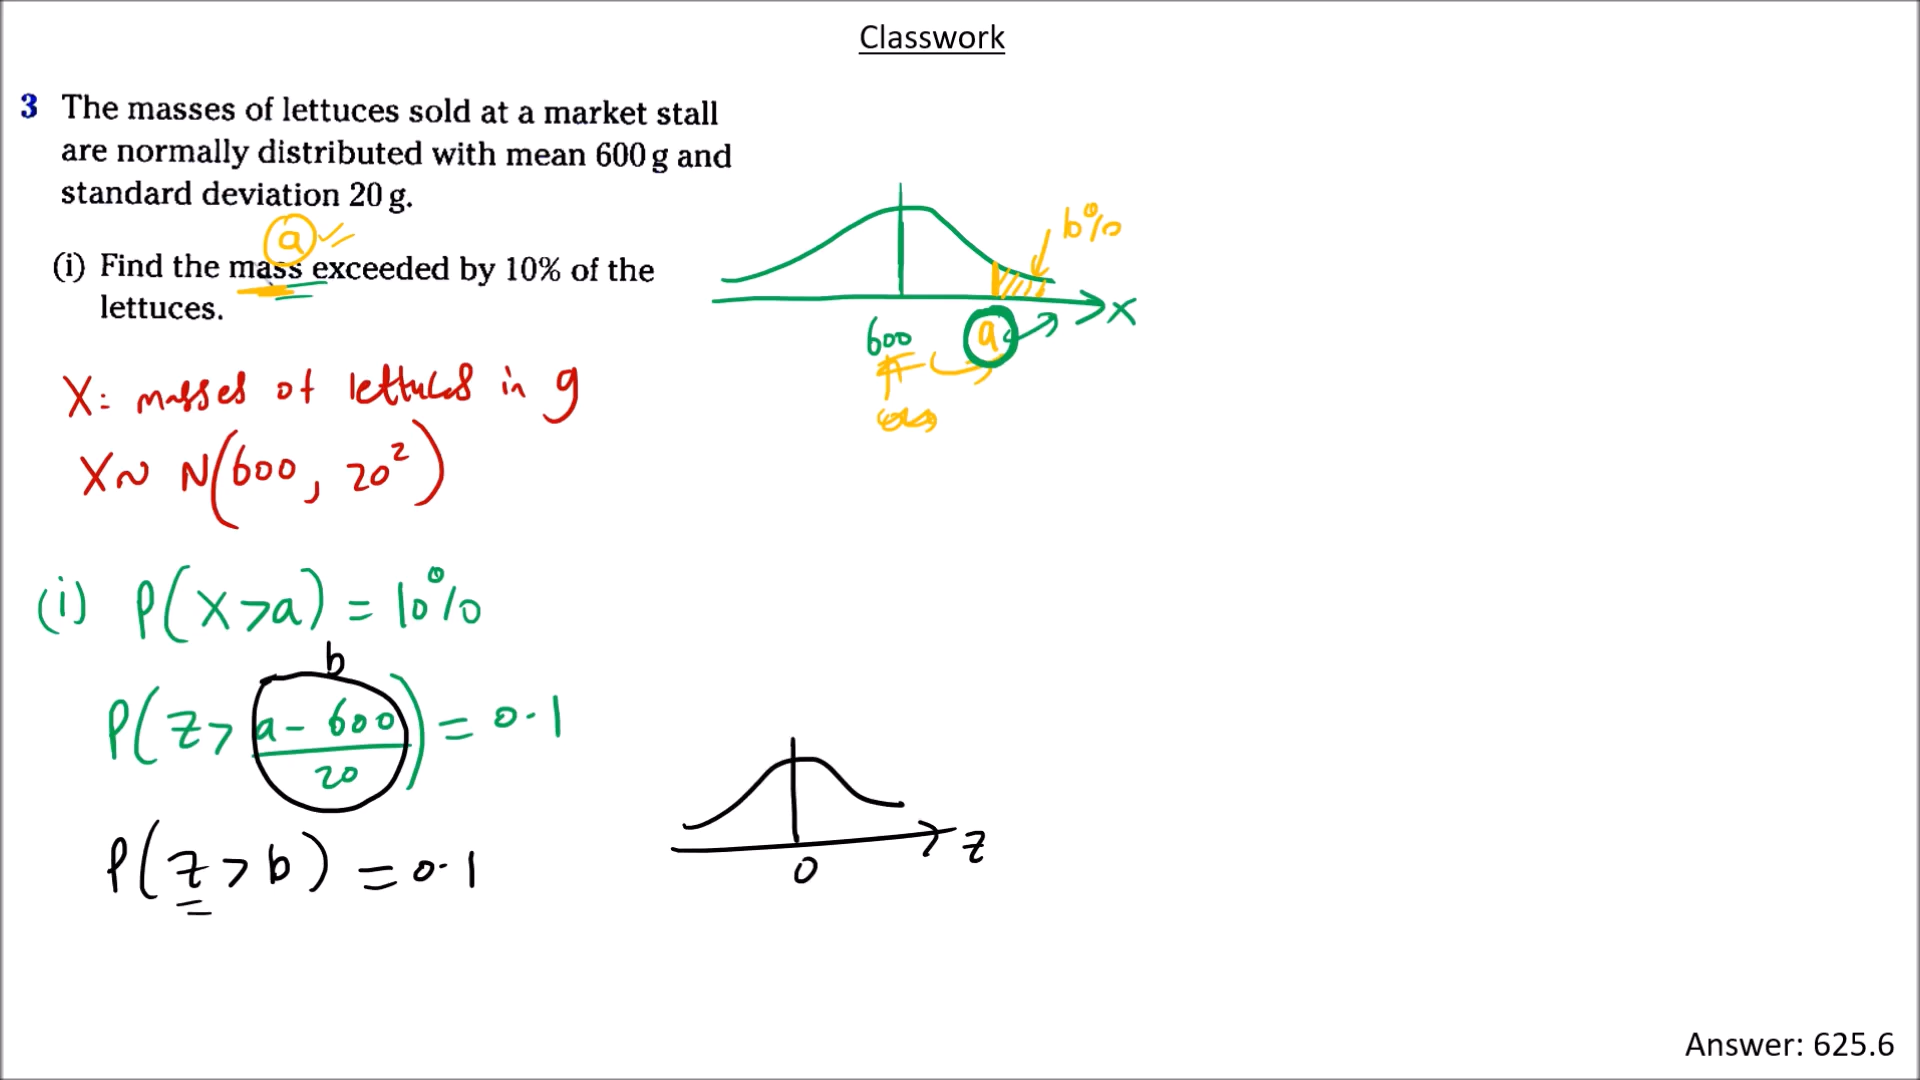 Classwork
3 The masses of lettuces sold at a market stall
are normally distributed with mean 600 g and
standard deviation 20 g.
a
(i) Find the mass exceeded by 10% of the
lettuces.
b%
600 a X
X: masses of lettuces in g
X~ N(600, 20²)
(i) P(X>a) = 10%
b
P(Z> a - 600 / 20) = 0.1
P(Z > b) = 0.1
0 Z
Answer: 625.6